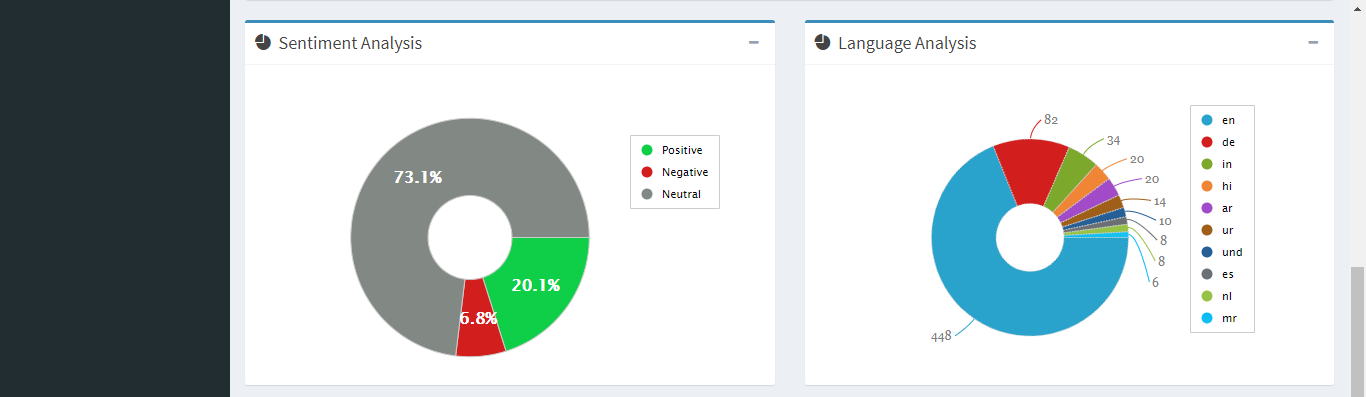 Sentiment Analysis
73.1%
20.1%
6.8%
Positive
Negative
Neutral
Language Analysis
82
34
20
20
14
10
8
8
6
448
en
de
in
hi
ar
ur
und
es
nl
mr